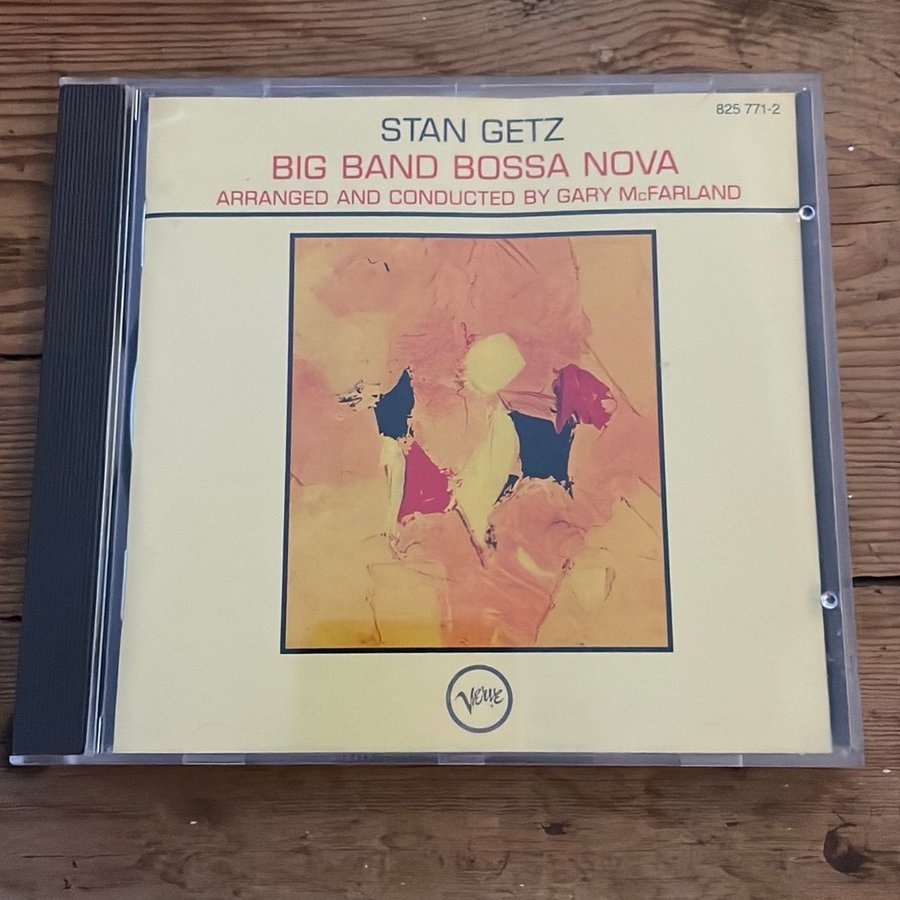 825 771-2
STAN GETZ
BIG BAND BOSSA NOVA
ARRANGED AND CONDUCTED BY GARY McFARLAND
Verve